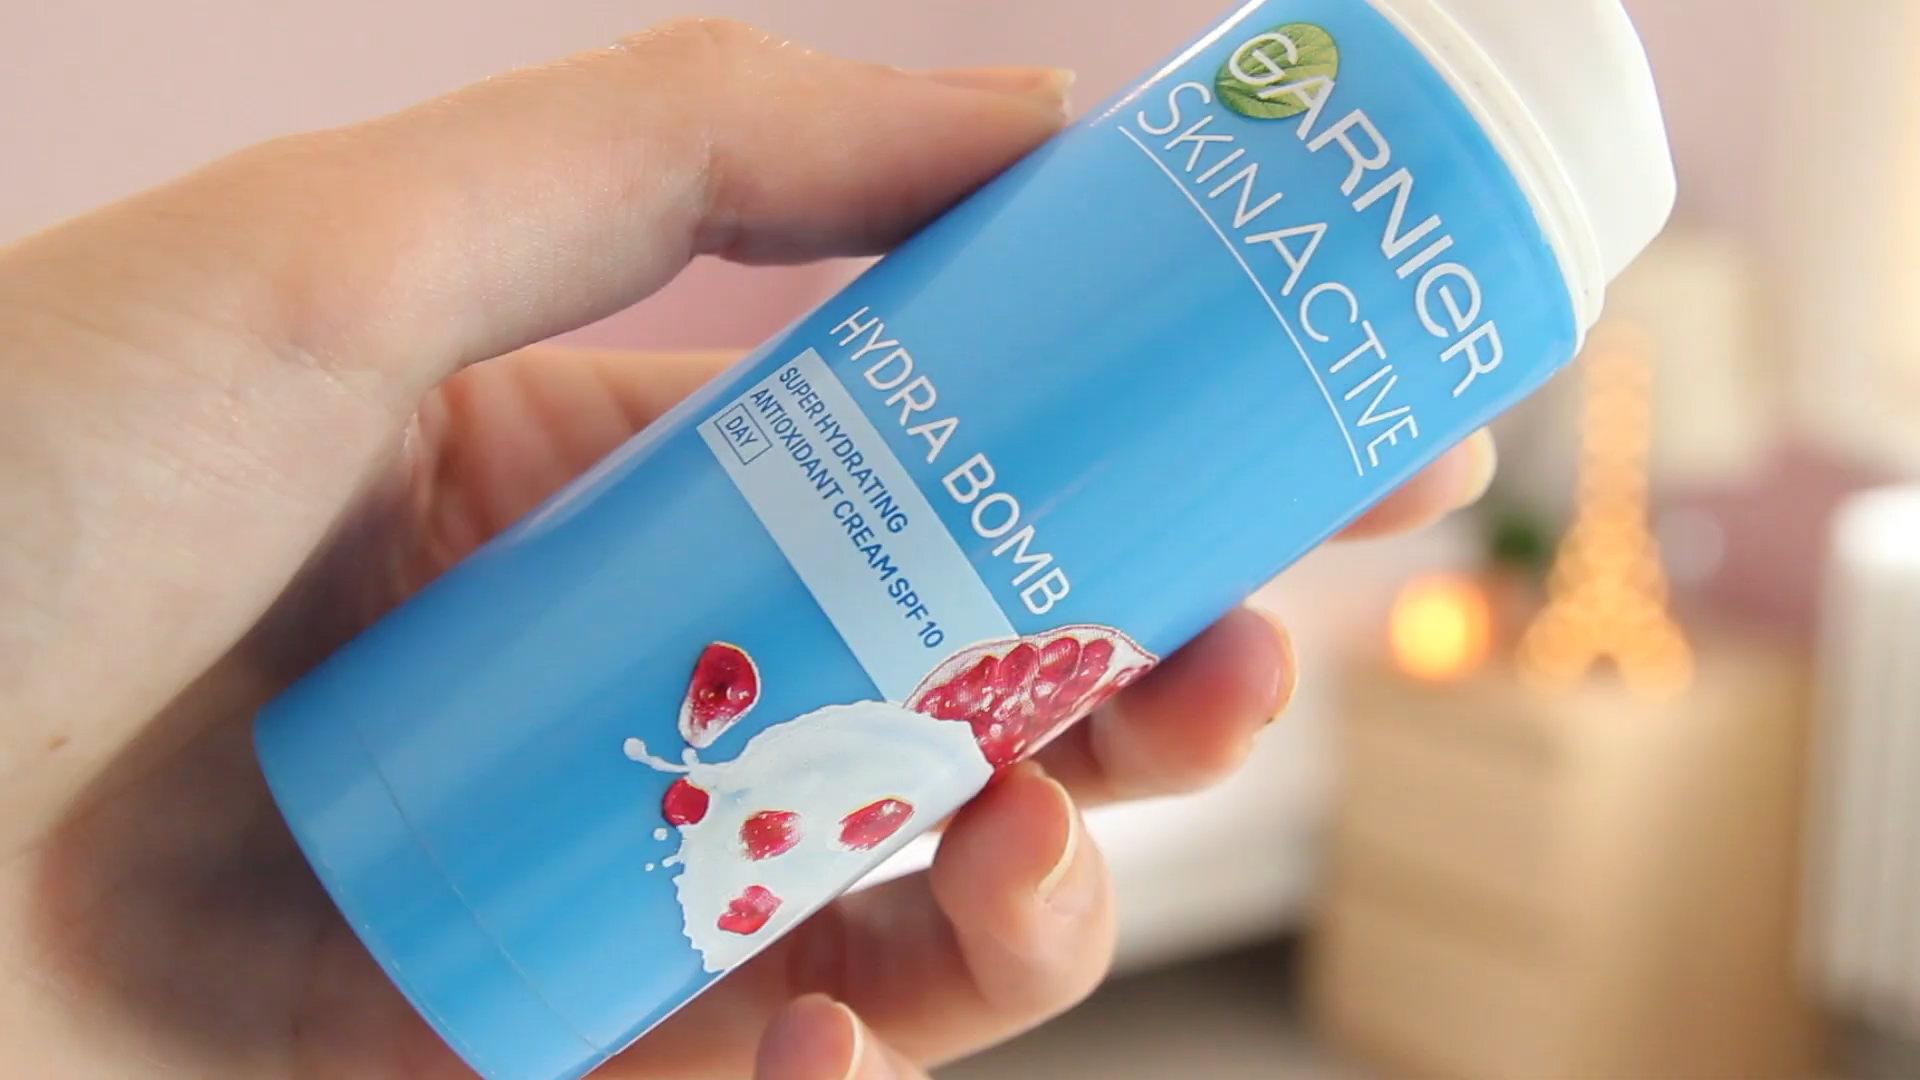 GARNIER
SKINACTIVE
HYDRA BOMB
SUPER HYDRATING
ANTIOXIDANT CREAM SPF 10
DAY